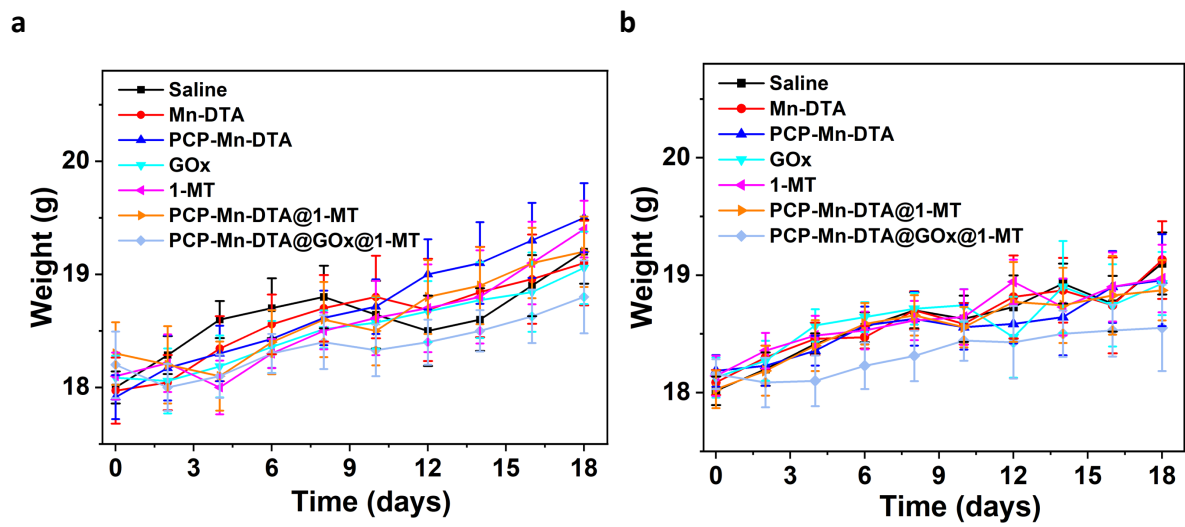 a
Saline
Mn-DTA
PCP-Mn-DTA
GOx
1-MT
PCP-Mn-DTA@1-MT
PCP-Mn-DTA@GOx@1-MT
20
19
18
Weight (g)
0 3 6 9 12 15 18
Time (days)
b
Saline
Mn-DTA
PCP-Mn-DTA
GOx
1-MT
PCP-Mn-DTA@1-MT
PCP-Mn-DTA@GOx@1-MT
20
19
18
Weight (g)
0 3 6 9 12 15 18
Time (days)